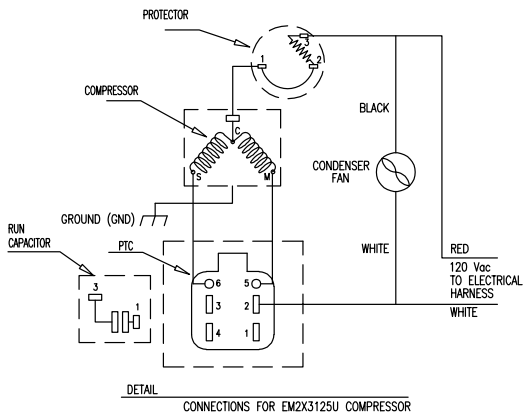 PROTECTOR
3
1
2
COMPRESSOR
BLACK
C
CONDENSER
FAN
S
M
GROUND (GND)
RUN
CAPACITOR
PTC
WHITE
RED
120 Vac
TO ELECTRICAL
HARNESS
WHITE
6
5
3
2
4
1
3
1
DETAIL
CONNECTIONS FOR EM2X3125U COMPRESSOR